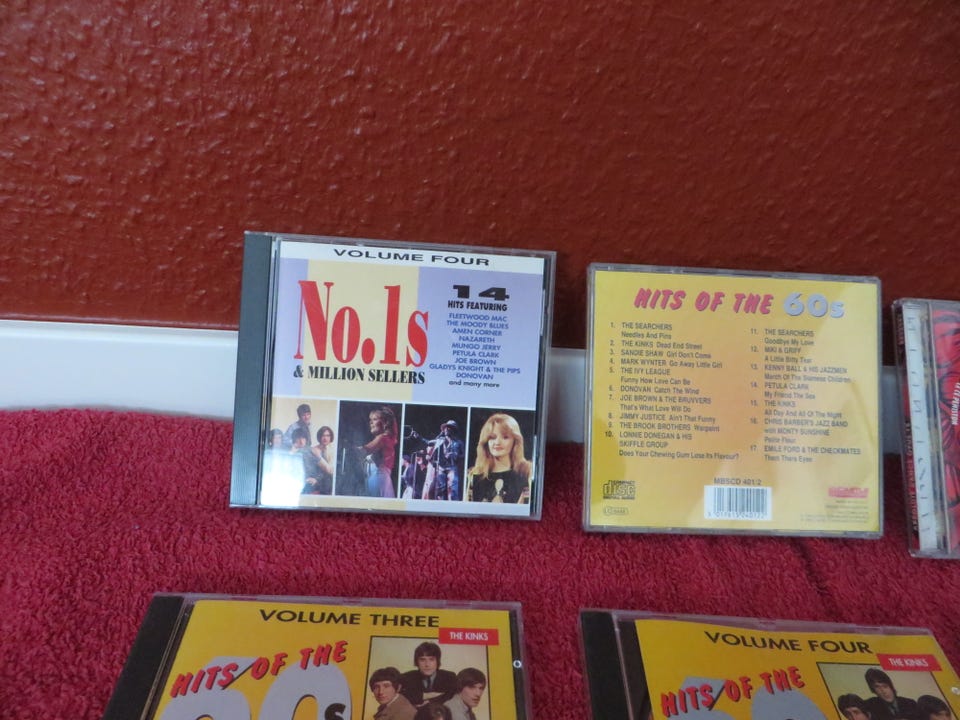 VOLUME FOUR
No.1s
& MILLION SELLERS
14
HITS FEATURING
FLEETWOOD MAC
THE MOODY BLUES
AMEN CORNER
NAZARETH
MUNGO JERRY
PETULA CLARK
JOE BROWN
GLADYS KNIGHT & THE PIPS
DONOVAN
and many more
HITS OF THE 60s
1. THE SEARCHERS
Needles And Pins
2. THE KINKS Dead End Street
3. SANDIE SHAW Girl Don't Come
4. MARK WYNTER Go Away Little Girl
5. THE IVY LEAGUE
Funny How Love Can Be
6. DONOVAN Catch The Wind
7. JOE BROWN & THE BRUVVERS
That's What Love Will Do
8. JIMMY JUSTICE Ain't That Funny
9. THE BROOK BROTHERS Warpaint
10. LONNIE DONEGAN & HIS
SKIFFLE GROUP
Does Your Chewing Gum Lose Its Flavour?
11. THE SEARCHERS
Goodbye My Love
12. MIKI & GRIFF
A Little Bitty Tear
13. KENNY BALL & HIS JAZZMEN
March Of The Siamese Children
14. PETULA CLARK
My Friend The Sea
15. THE KINKS
All Day And All Of The Night
16. CHRIS BARBER'S JAZZ BAND
with MONTY SUNSHINE
Petite Fleur
17. EMILE FORD & THE CHECKMATES
Them There Eyes
MBSCD 401/2
COMPACT
disc
DIGITAL AUDIO
CASTLE
VOLUME THREE
THE KINKS
HITS OF THE
60s
VOLUME FOUR
THE KINKS
HITS OF THE